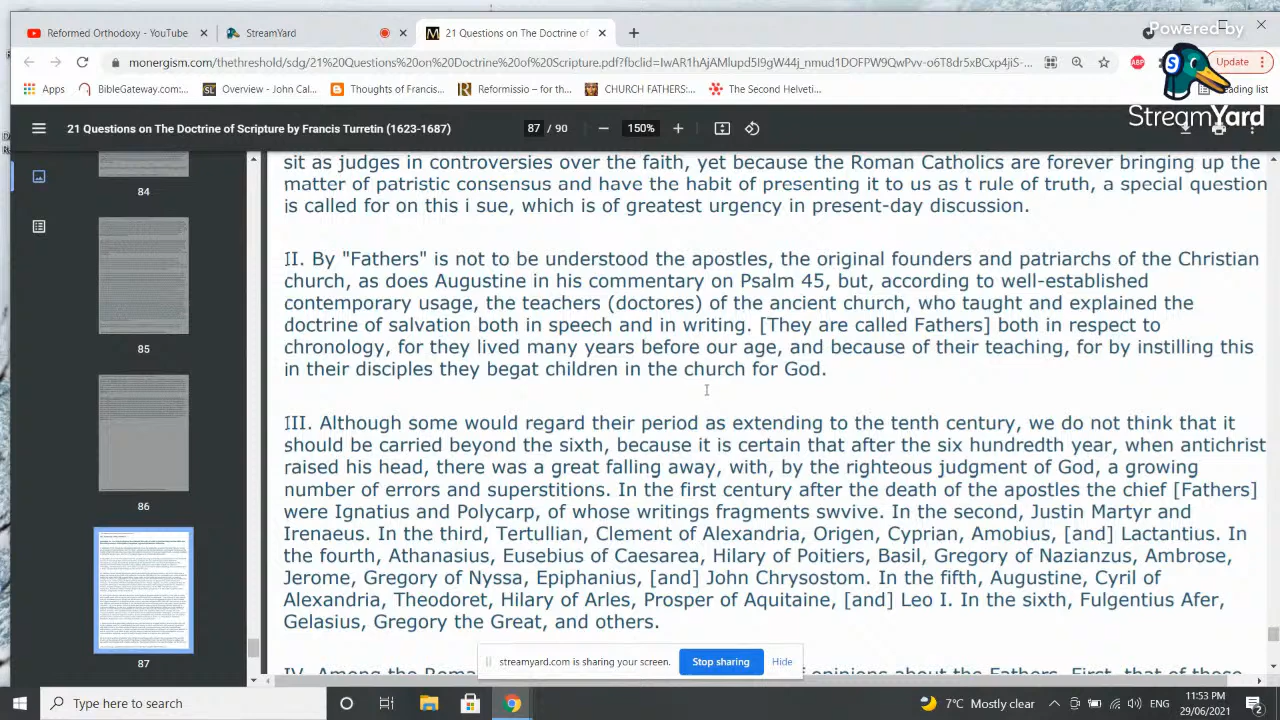 Reformed Orthodoxy - YouTube
StreamYard
21 Questions on The Doctrine of
Powered by
monergism.com/thethreshold/sdg/21%20Questions%20on%20Doctrine%20of%20Scripture.pdf?fbclid=IwAR1hAjAMupd5I9gW44j_nmud1DOFPW9QwPvv-o6T8dr5xBCxp4jiS-...
ABP
Update
Apps
BibleGateway.com:...
Overview - John Cal...
Thoughts of Francis...
Reformissie – for th...
CHURCH FATHERS:...
The Second Helveti...
Reading list
StreamYard
21 Questions on The Doctrine of Scripture by Francis Turretin (1623-1687)
87 / 90
150%
84
85
86
87
sit as judges in controversies over the faith, yet because the Roman Catholics are forever bringing up the
matter of patristic consensus and have the habit of presenting it to us as t rule of truth, a special question
is called for on this i sue, which is of greatest urgency in present-day discussion.
II. By "Fathers" is not to be understood the apostles, the original founders and patriarchs of the Christian
church, as does Augustine in his commentary on Psalm 45, but, according to well-established
contemporary usage, the teachers (doctores) of the ancient church, who taught and explained the
doctrine of salvation both in speech and in writing. [They are called Fathers] both in respect to
chronology, for they lived many years before our age, and because of their teaching, for by instilling this
in their disciples they begat children in the church for God.
III. Although some would regard their period as extending to the tenth century, we do not think that it
should be carried beyond the sixth, because it is certain that after the six hundredth year, when antichrist
raised his head, there was a great falling away, with, by the righteous judgment of God, a growing
number of errors and superstitions. In the first century after the death of the apostles the chief [Fathers]
were Ignatius and Polycarp, of whose writings fragments swvive. In the second, Justin Martyr and
Irenaeus. In the third, Tertullian, Clement of Alexandria, Origen, Cyprian, Amobius, [and] Lactantius. In
the fourth, Athanasius, Eusebius of Caesarea, Hilary of Poitiers, Basil, Gregory of Nazianzus, Ambrose,
Jerome, Gregory of Nyssa, Epiphanius, [and] John Chrysostom. In the fifth, Augustine, Cyril of
Alexandria, Theodoret, Hilary of Arles, Prosper of Aquitaine, [and] Leo I. In the sixth, Fulgentius Afer,
Gelasius, Gregory the Great, and others.
IV. Among the Roma opinions about the Fathers. First, that of those
streamyard.com is sharing your screen.
Stop sharing
Hide
Type here to search
7°C Mostly clear
ENG
11:53 PM
29/06/2021
2